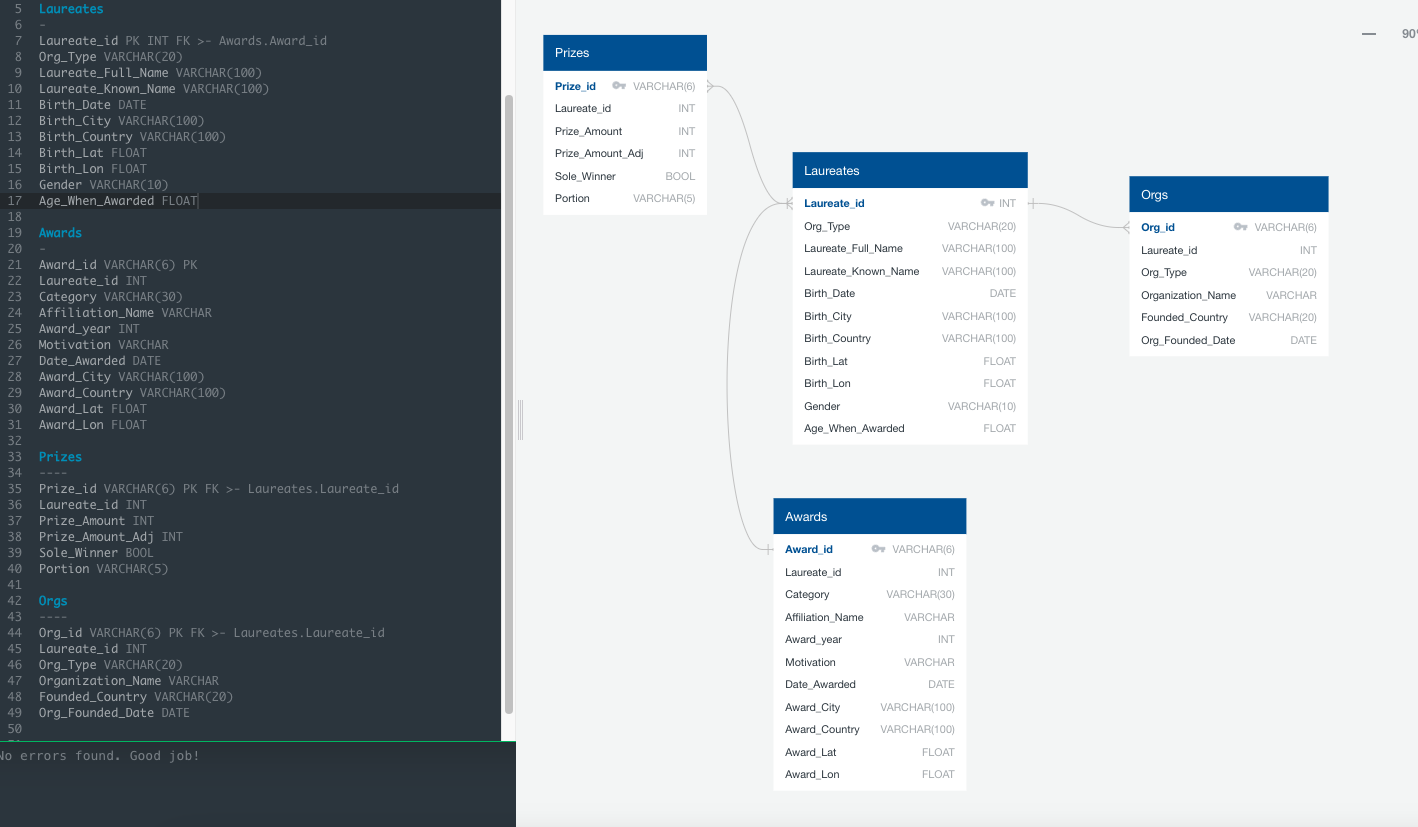 5 Laureates
6 -
7 Laureate_id PK INT FK >- Awards.Award_id
8 Org_Type VARCHAR(20)
9 Laureate_Full_Name VARCHAR(100)
10 Laureate_Known_Name VARCHAR(100)
11 Birth_Date DATE
12 Birth_City VARCHAR(100)
13 Birth_Country VARCHAR(100)
14 Birth_Lat FLOAT
15 Birth_Lon FLOAT
16 Gender VARCHAR(10)
17 Age_When_Awarded FLOAT
18
19 Awards
20 -
21 Award_id VARCHAR(6) PK
22 Laureate_id INT
23 Category VARCHAR(30)
24 Affiliation_Name VARCHAR
25 Award_year INT
26 Motivation VARCHAR
27 Date_Awarded DATE
28 Award_City VARCHAR(100)
29 Award_Country VARCHAR(100)
30 Award_Lat FLOAT
31 Award_Lon FLOAT
32
33 Prizes
34 ----
35 Prize_id VARCHAR(6) PK FK >- Laureates.Laureate_id
36 Laureate_id INT
37 Prize_Amount INT
38 Prize_Amount_Adj INT
39 Sole_Winner BOOL
40 Portion VARCHAR(5)
41
42 Orgs
43 ----
44 Org_id VARCHAR(6) PK FK >- Laureates.Laureate_id
45 Laureate_id INT
46 Org_Type VARCHAR(20)
47 Organization_Name VARCHAR
48 Founded_Country VARCHAR(20)
49 Org_Founded_Date DATE
50
No errors found. Good job!
90%
Prizes
Prize_id VARCHAR(6)
Laureate_id INT
Prize_Amount INT
Prize_Amount_Adj INT
Sole_Winner BOOL
Portion VARCHAR(5)
Laureates
Laureate_id INT
Org_Type VARCHAR(20)
Laureate_Full_Name VARCHAR(100)
Laureate_Known_Name VARCHAR(100)
Birth_Date DATE
Birth_City VARCHAR(100)
Birth_Country VARCHAR(100)
Birth_Lat FLOAT
Birth_Lon FLOAT
Gender VARCHAR(10)
Age_When_Awarded FLOAT
Orgs
Org_id VARCHAR(6)
Laureate_id INT
Org_Type VARCHAR(20)
Organization_Name VARCHAR
Founded_Country VARCHAR(20)
Org_Founded_Date DATE
Awards
Award_id VARCHAR(6)
Laureate_id INT
Category VARCHAR(30)
Affiliation_Name VARCHAR
Award_year INT
Motivation VARCHAR
Date_Awarded DATE
Award_City VARCHAR(100)
Award_Country VARCHAR(100)
Award_Lat FLOAT
Award_Lon FLOAT